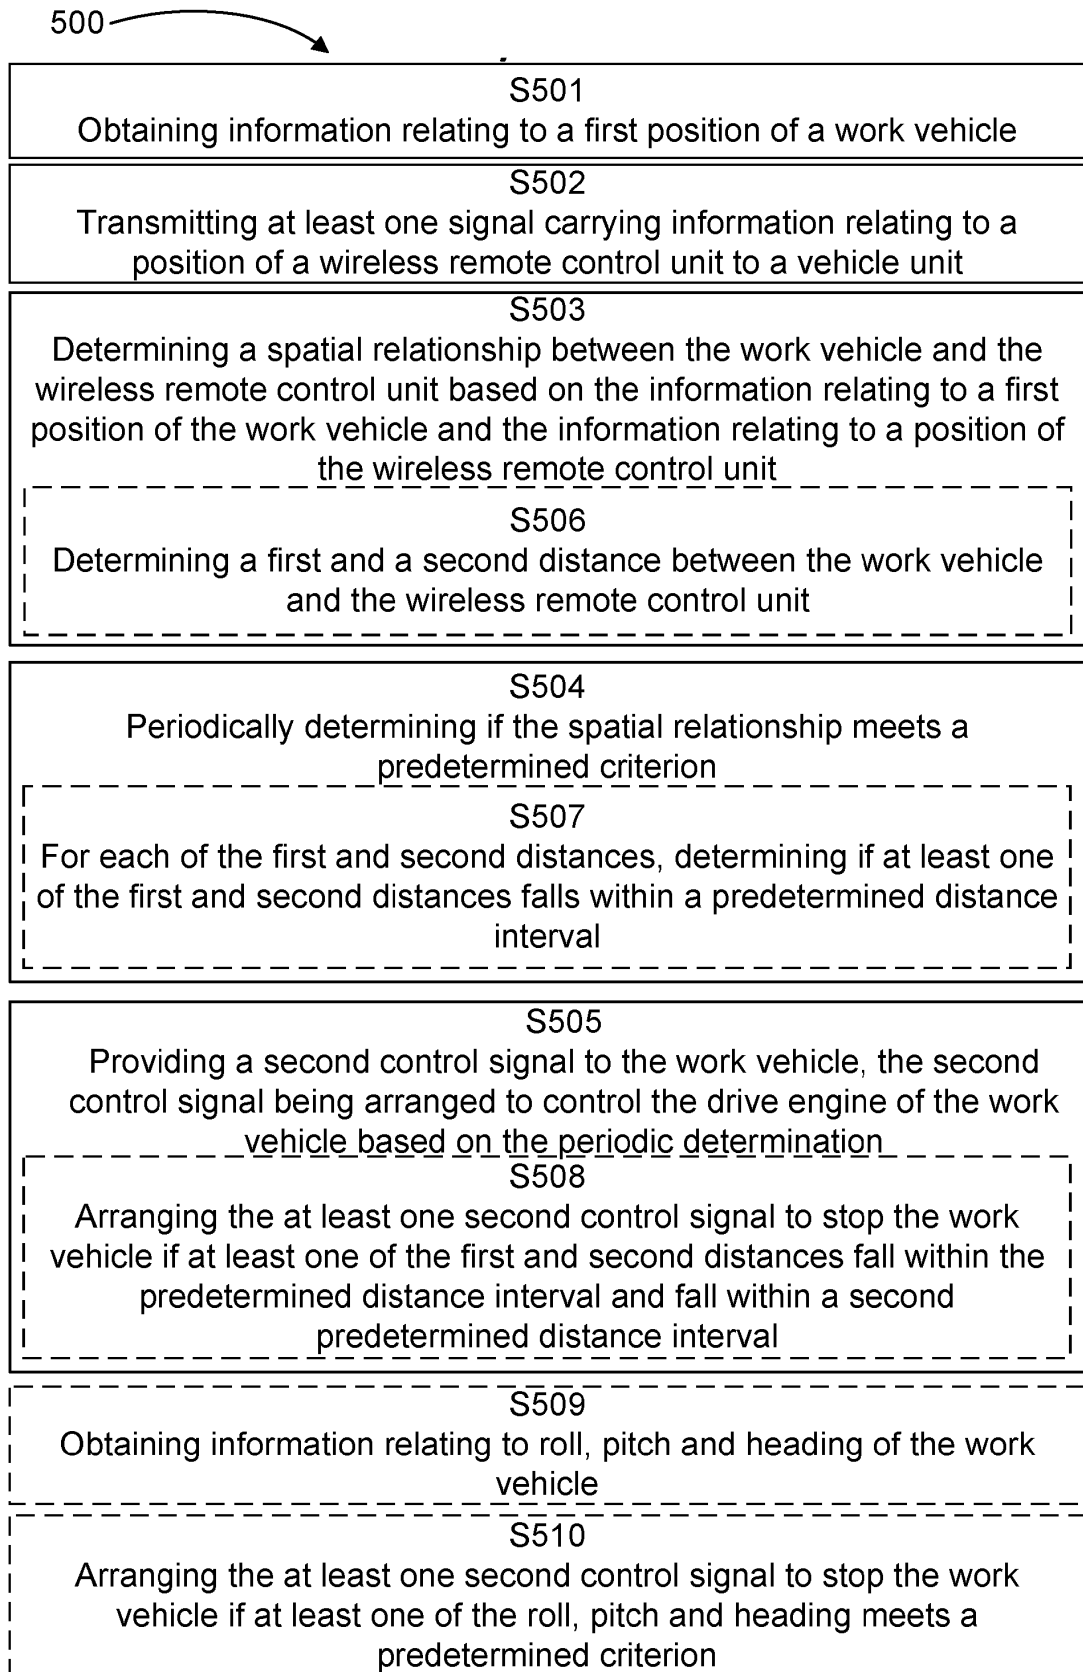 500
S501
Obtaining information relating to a first position of a work vehicle
S502
Transmitting at least one signal carrying information relating to a
position of a wireless remote control unit to a vehicle unit
S503
Determining a spatial relationship between the work vehicle and the
wireless remote control unit based on the information relating to a first
position of the work vehicle and the information relating to a position of
the wireless remote control unit
S506
Determining a first and a second distance between the work vehicle
and the wireless remote control unit
S504
Periodically determining if the spatial relationship meets a
predetermined criterion
S507
For each of the first and second distances, determining if at least one
of the first and second distances falls within a predetermined distance
interval
S505
Providing a second control signal to the work vehicle, the second
control signal being arranged to control the drive engine of the work
vehicle based on the periodic determination
S508
Arranging the at least one second control signal to stop the work
vehicle if at least one of the first and second distances fall within the
predetermined distance interval and fall within a second
predetermined distance interval
S509
Obtaining information relating to roll, pitch and heading of the work
vehicle
S510
Arranging the at least one second control signal to stop the work
vehicle if at least one of the roll, pitch and heading meets a
predetermined criterion